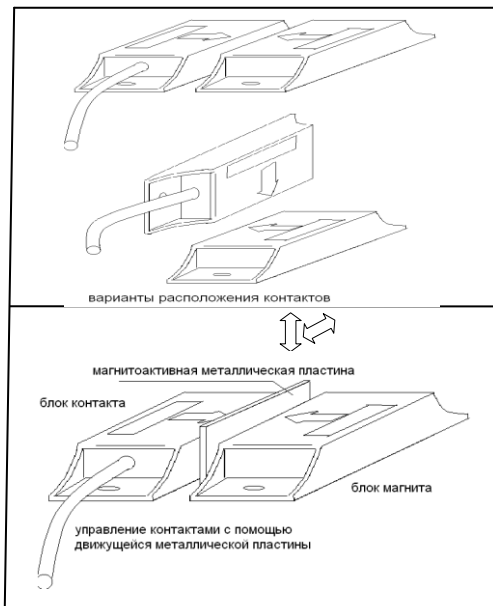 варианты расположения контактов
магнитоактивная металлическая пластина
блок контакта
блок магнита
управление контактами с помощью
движущейся металлической пластины